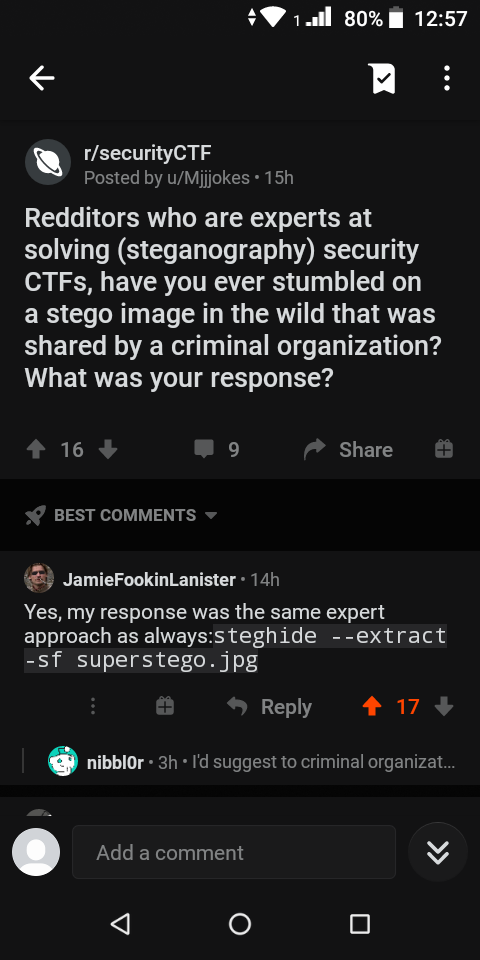 1 80% 12:57
r/securityCTF
Posted by u/Mjjjokes • 15h
Redditors who are experts at
solving (steganography) security
CTFs, have you ever stumbled on
a stego image in the wild that was
shared by a criminal organization?
What was your response?
16 9 Share
BEST COMMENTS
JamieFookinLanister • 14h
Yes, my response was the same expert
approach as always:steghide --extract
-sf superstego.jpg
Reply 17
nibbl0r • 3h • I'd suggest to criminal organizat...
Add a comment